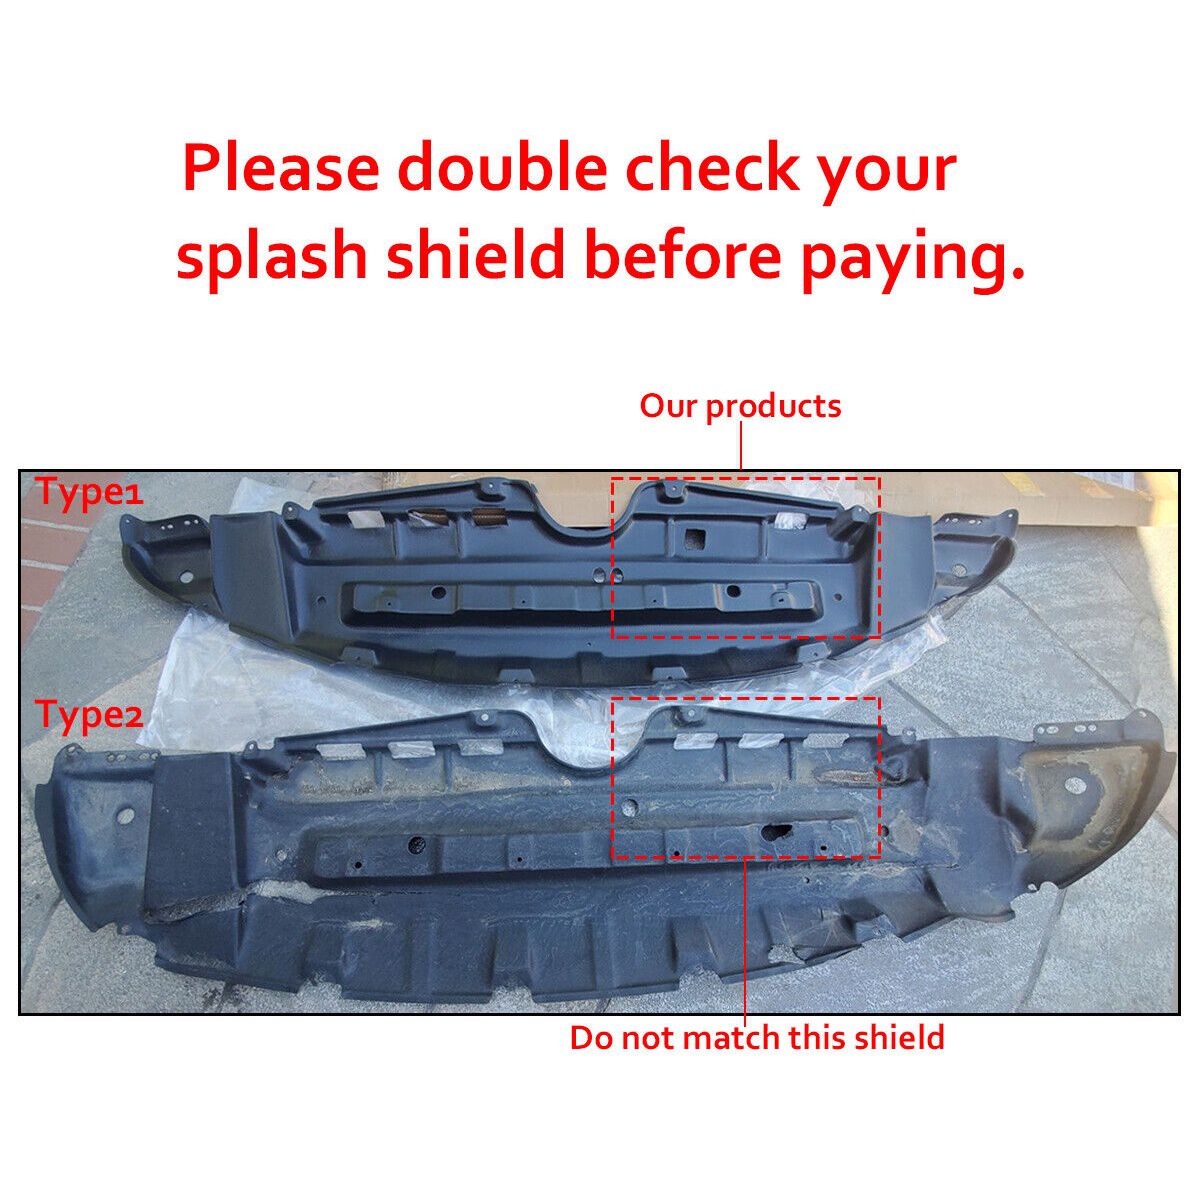 Please double check your
splash shield before paying.
Our products
Type1
Type2
Do not match this shield